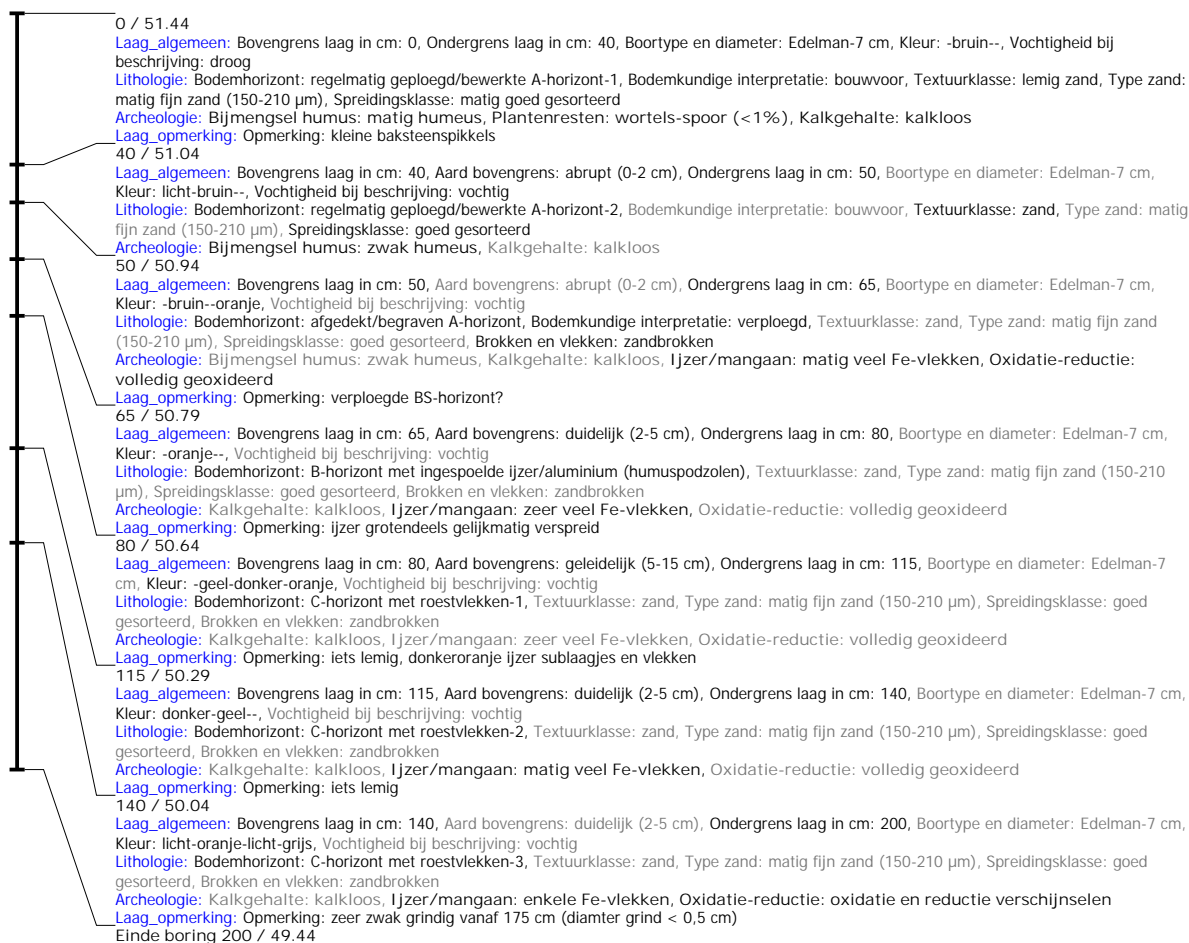 0 / 51.44
Laag_algemeen: Bovengrens laag in cm: 0, Ondergrens laag in cm: 40, Boortype en diameter: Edelman-7 cm, Kleur: -bruin--, Vochtigheid bij
beschrijving: droog
Lithologie: Bodemhorizont: regelmatig geploegd/bewerkte A-horizont-1, Bodemkundige interpretatie: bouwvoor, Textuurklasse: lemig zand, Type zand:
matig fijn zand (150-210 µm), Spreidingsklasse: matig goed gesorteerd
Archeologie: Bijmengsel humus: matig humeus, Plantenresten: wortels-spoor (<1%), Kalkgehalte: kalkloos
Laag_opmerking: Opmerking: kleine baksteenspikkels
40 / 51.04
Laag_algemeen: Bovengrens laag in cm: 40, Aard bovengrens: abrupt (0-2 cm), Ondergrens laag in cm: 50, Boortype en diameter: Edelman-7 cm,
Kleur: licht-bruin--, Vochtigheid bij beschrijving: vochtig
Lithologie: Bodemhorizont: regelmatig geploegd/bewerkte A-horizont-2, Bodemkundige interpretatie: bouwvoor, Textuurklasse: zand, Type zand: matig
fijn zand (150-210 µm), Spreidingsklasse: goed gesorteerd
Archeologie: Bijmengsel humus: zwak humeus, Kalkgehalte: kalkloos
50 / 50.94
Laag_algemeen: Bovengrens laag in cm: 50, Aard bovengrens: abrupt (0-2 cm), Ondergrens laag in cm: 65, Boortype en diameter: Edelman-7 cm,
Kleur: -bruin--oranje, Vochtigheid bij beschrijving: vochtig
Lithologie: Bodemhorizont: afgedekt/begraven A-horizont, Bodemkundige interpretatie: verploegd, Textuurklasse: zand, Type zand: matig fijn zand
(150-210 µm), Spreidingsklasse: goed gesorteerd, Brokken en vlekken: zandbrokken
Archeologie: Bijmengsel humus: zwak humeus, Kalkgehalte: kalkloos, Ijzer/mangaan: matig veel Fe-vlekken, Oxidatie-reductie:
volledig geoxideerd
Laag_opmerking: Opmerking: verploegde BS-horizont?
65 / 50.79
Laag_algemeen: Bovengrens laag in cm: 65, Aard bovengrens: duidelijk (2-5 cm), Ondergrens laag in cm: 80, Boortype en diameter: Edelman-7 cm,
Kleur: -oranje--, Vochtigheid bij beschrijving: vochtig
Lithologie: Bodemhorizont: B-horizont met ingespoelde ijzer/aluminium (humuspodzolen), Textuurklasse: zand, Type zand: matig fijn zand (150-210
µm), Spreidingsklasse: goed gesorteerd, Brokken en vlekken: zandbrokken
Archeologie: Kalkgehalte: kalkloos, Ijzer/mangaan: zeer veel Fe-vlekken, Oxidatie-reductie: volledig geoxideerd
Laag_opmerking: Opmerking: ijzer grotendeels gelijkmatig verspreid
80 / 50.64
Laag_algemeen: Bovengrens laag in cm: 80, Aard bovengrens: geleidelijk (5-15 cm), Ondergrens laag in cm: 115, Boortype en diameter: Edelman-7
cm, Kleur: -geel-donker-oranje, Vochtigheid bij beschrijving: vochtig
Lithologie: Bodemhorizont: C-horizont met roestvlekken-1, Textuurklasse: zand, Type zand: matig fijn zand (150-210 µm), Spreidingsklasse: goed
gesorteerd, Brokken en vlekken: zandbrokken
Archeologie: Kalkgehalte: kalkloos, Ijzer/mangaan: zeer veel Fe-vlekken, Oxidatie-reductie: volledig geoxideerd
Laag_opmerking: Opmerking: iets lemig, donkeroranje ijzer sublaagjes en vlekken
115 / 50.29
Laag_algemeen: Bovengrens laag in cm: 115, Aard bovengrens: duidelijk (2-5 cm), Ondergrens laag in cm: 140, Boortype en diameter: Edelman-7 cm,
Kleur: donker-geel--, Vochtigheid bij beschrijving: vochtig
Lithologie: Bodemhorizont: C-horizont met roestvlekken-2, Textuurklasse: zand, Type zand: matig fijn zand (150-210 µm), Spreidingsklasse: goed
gesorteerd, Brokken en vlekken: zandbrokken
Archeologie: Kalkgehalte: kalkloos, Ijzer/mangaan: matig veel Fe-vlekken, Oxidatie-reductie: volledig geoxideerd
Laag_opmerking: Opmerking: iets lemig
140 / 50.04
Laag_algemeen: Bovengrens laag in cm: 140, Aard bovengrens: duidelijk (2-5 cm), Ondergrens laag in cm: 200, Boortype en diameter: Edelman-7 cm,
Kleur: licht-oranje-licht-grijs, Vochtigheid bij beschrijving: vochtig
Lithologie: Bodemhorizont: C-horizont met roestvlekken-3, Textuurklasse: zand, Type zand: matig fijn zand (150-210 µm), Spreidingsklasse: goed
gesorteerd, Brokken en vlekken: zandbrokken
Archeologie: Kalkgehalte: kalkloos, Ijzer/mangaan: enkele Fe-vlekken, Oxidatie-reductie: oxidatie en reductie verschijnselen
Laag_opmerking: Opmerking: zeer zwak grindig vanaf 175 cm (diamter grind < 0,5 cm)
Einde boring 200 / 49.44